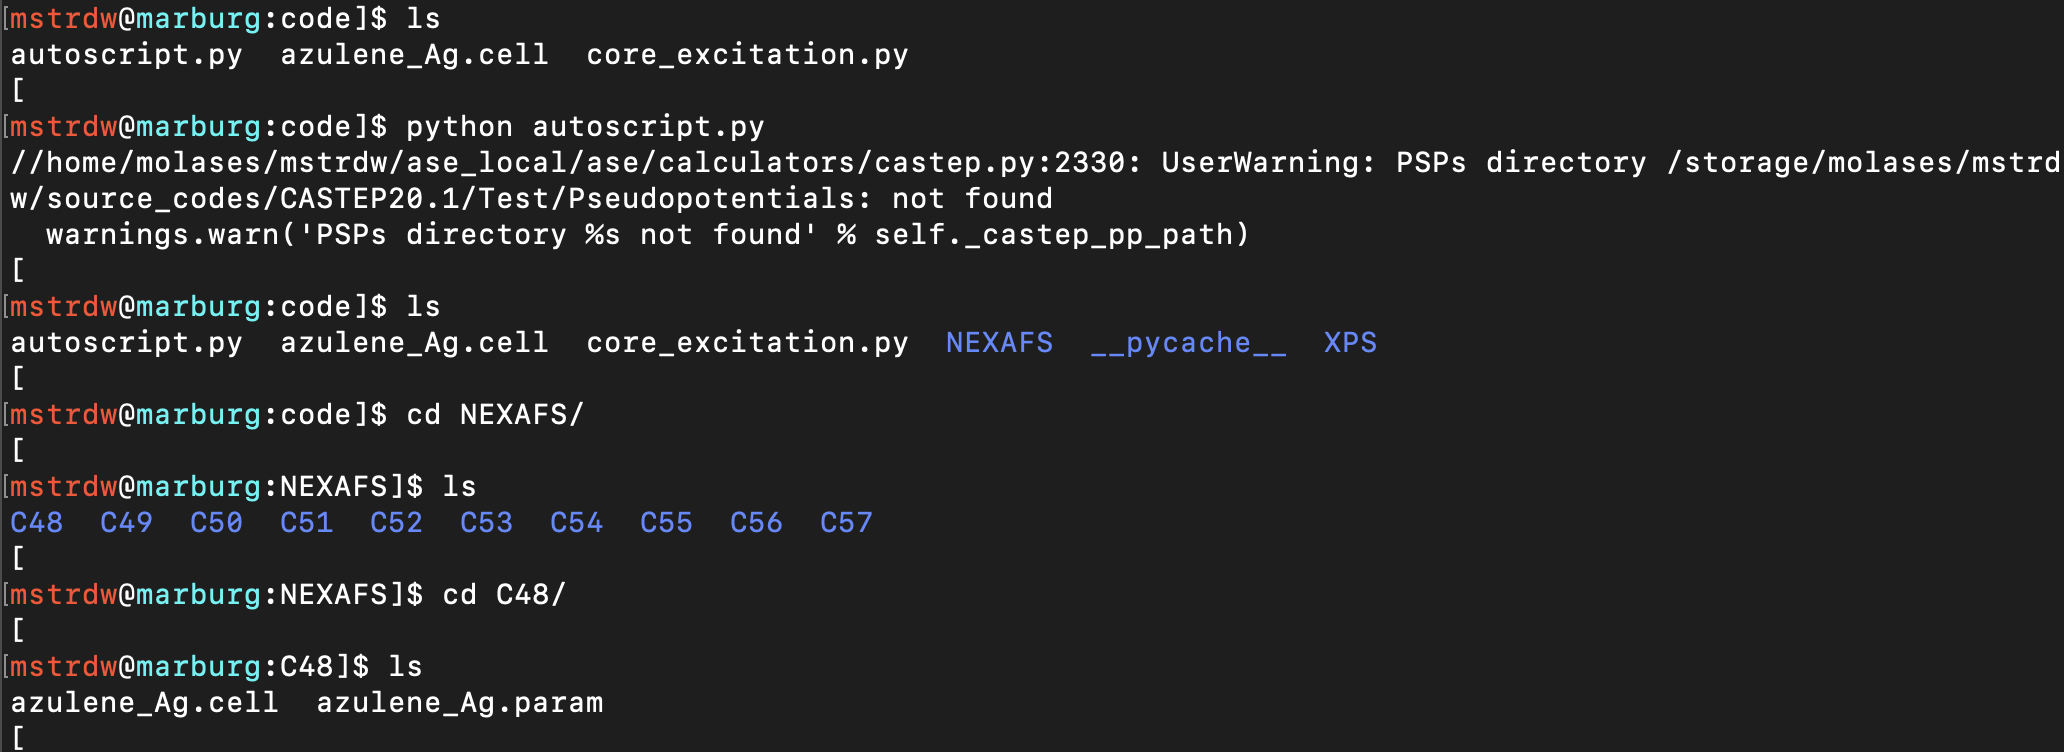 [mstrdw@marburg:code]$ ls
autoscript.py  azulene_Ag.cell  core_excitation.py
[
[mstrdw@marburg:code]$ python autoscript.py
//home/molases/mstrdw/ase_local/ase/calculators/castep.py:2330: UserWarning: PSPs directory /storage/molases/mstrd
w/source_codes/CASTEP20.1/Test/Pseudopotentials: not found
  warnings.warn('PSPs directory %s not found' % self._castep_pp_path)
[
[mstrdw@marburg:code]$ ls
autoscript.py  azulene_Ag.cell  core_excitation.py  NEXAFS  __pycache__  XPS
[
[mstrdw@marburg:code]$ cd NEXAFS/
[
[mstrdw@marburg:NEXAFS]$ ls
C48  C49  C50  C51  C52  C53  C54  C55  C56  C57
[
[mstrdw@marburg:NEXAFS]$ cd C48/
[
[mstrdw@marburg:C48]$ ls
azulene_Ag.cell  azulene_Ag.param
[